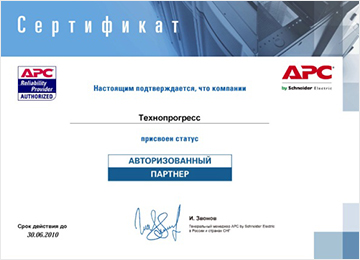 Сертификат
APC
Reliability
Provider
AUTHORIZED
APC
by Schneider Electric
Настоящим подтверждается, что компании
Технопрогресс
присвоен статус
АВТОРИЗОВАННЫЙ
ПАРТНЕР
И. Звонов
Генеральный менеджер APC by Schneider Electric
в России и странах СНГ
Срок действия до
30.06.2010